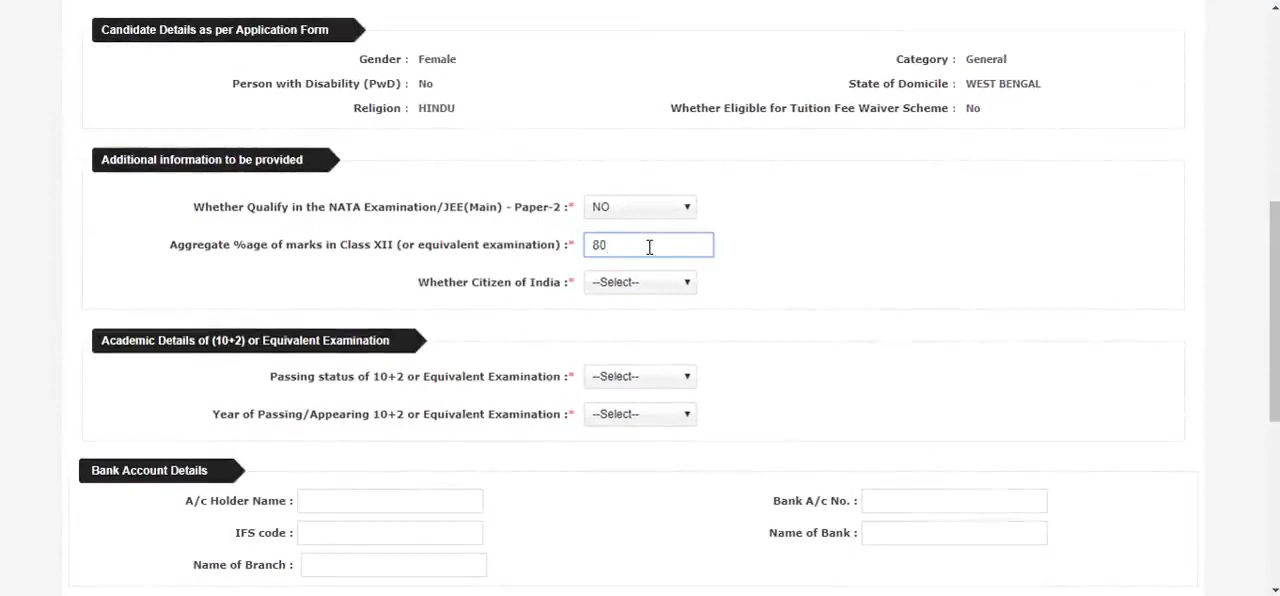 Candidate Details as per Application Form
Gender : Female
Category : General
Person with Disability (PwD) : No
State of Domicile : WEST BENGAL
Religion : HINDU
Whether Eligible for Tuition Fee Waiver Scheme : No
Additional information to be provided
Whether Qualify in the NATA Examination/JEE(Main) - Paper-2 :* NO
Aggregate %age of marks in Class XII (or equivalent examination) :* 80
Whether Citizen of India :* --Select--
Academic Details of (10+2) or Equivalent Examination
Passing status of 10+2 or Equivalent Examination :* --Select--
Year of Passing/Appearing 10+2 or Equivalent Examination :* --Select--
Bank Account Details
A/c Holder Name :
Bank A/c No. :
IFS code :
Name of Bank :
Name of Branch :